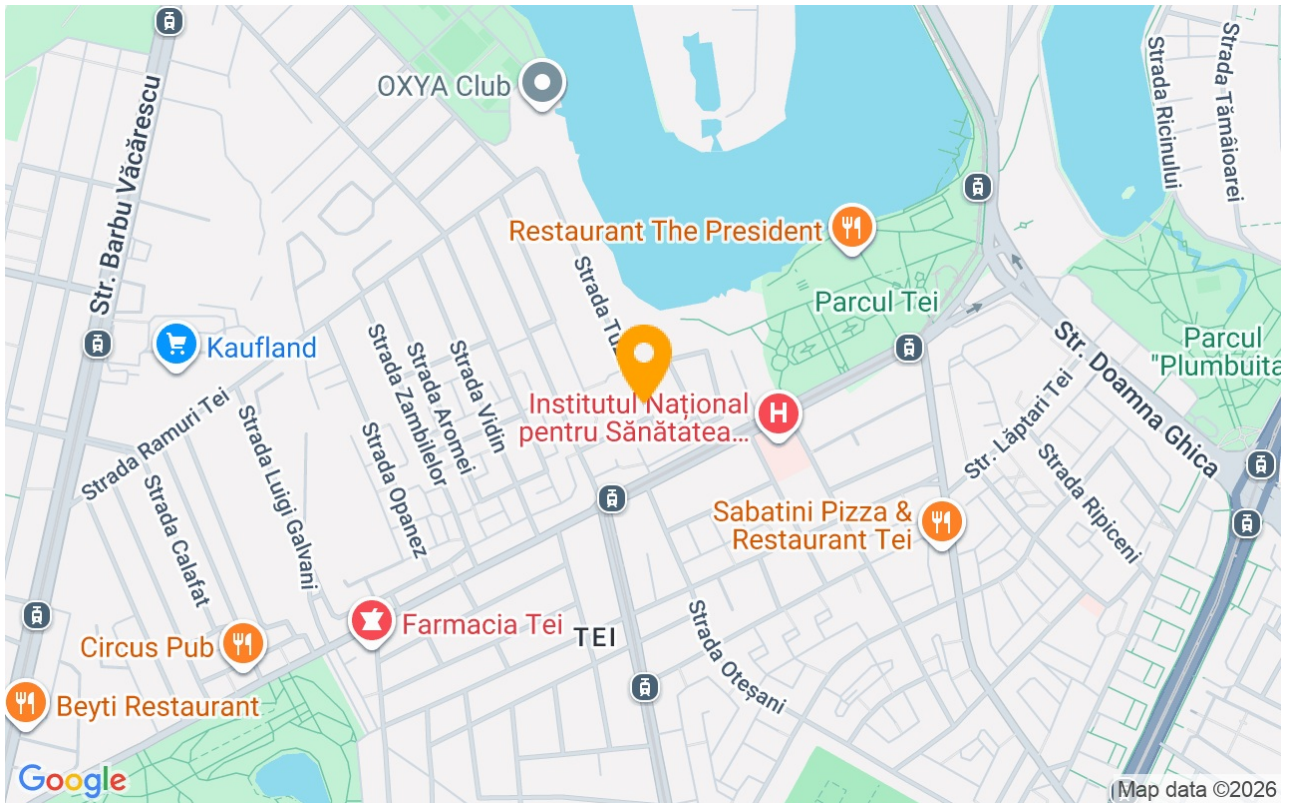 OXYA Club
Str. Barbu Văcărescu
Strada Ricinului
Strada Tămâioarei
Restaurant The President
Parcul Tei
Kaufland
Strada Zambilelor
Strada Aromei
Strada Vidin
Strada Tuz
Str. Doamna Ghica
Parcul
"Plumbuita
Strada Ramuri Tei
Strada Luigi Galvani
Strada Calafat
Strada Opanez
Institutul Național
pentru Sănătatea...
H
Str. Lăptari Tei
Strada Ripiceni
Sabatini Pizza &
Restaurant Tei
Farmacia Tei
TEI
Strada Oteșani
Circus Pub
Beyti Restaurant
Google
Map data ©2026